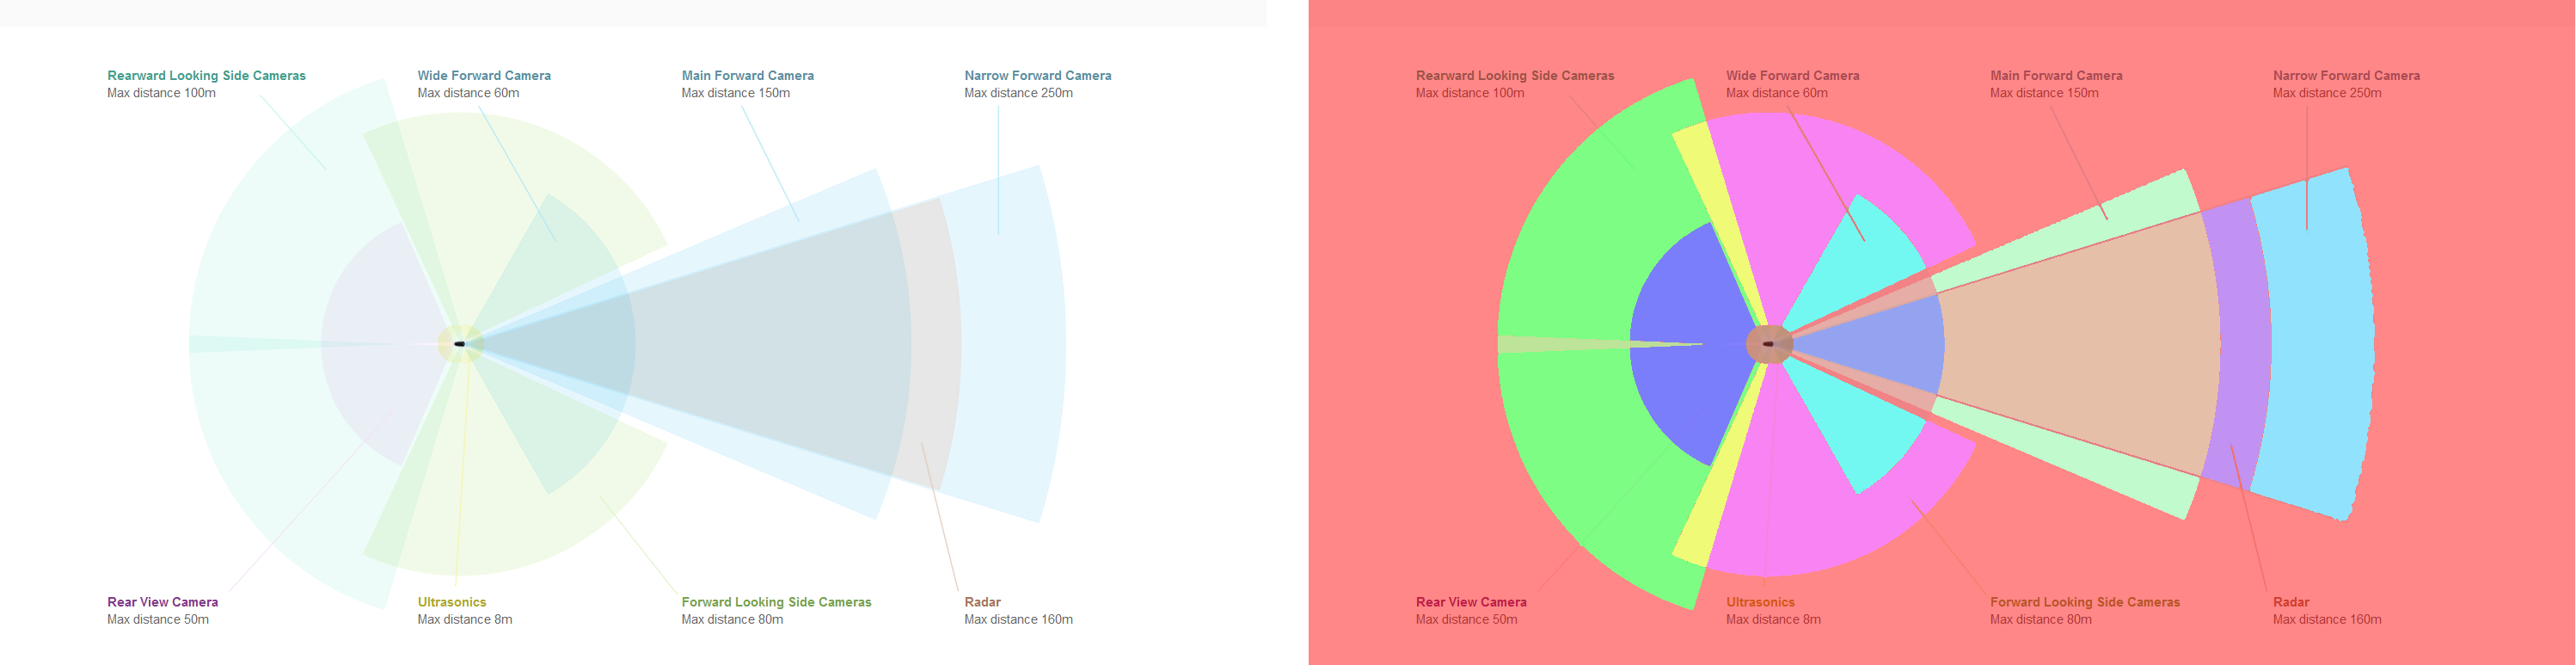 Rearward Looking Side Cameras
Max distance 100m
Wide Forward Camera
Max distance 60m
Main Forward Camera
Max distance 150m
Narrow Forward Camera
Max distance 250m
Rear View Camera
Max distance 50m
Ultrasonics
Max distance 8m
Forward Looking Side Cameras
Max distance 80m
Radar
Max distance 160m
Rearward Looking Side Cameras
Max distance 100m
Wide Forward Camera
Max distance 60m
Main Forward Camera
Max distance 150m
Narrow Forward Camera
Max distance 250m
Rear View Camera
Max distance 50m
Ultrasonics
Max distance 8m
Forward Looking Side Cameras
Max distance 80m
Radar
Max distance 160m